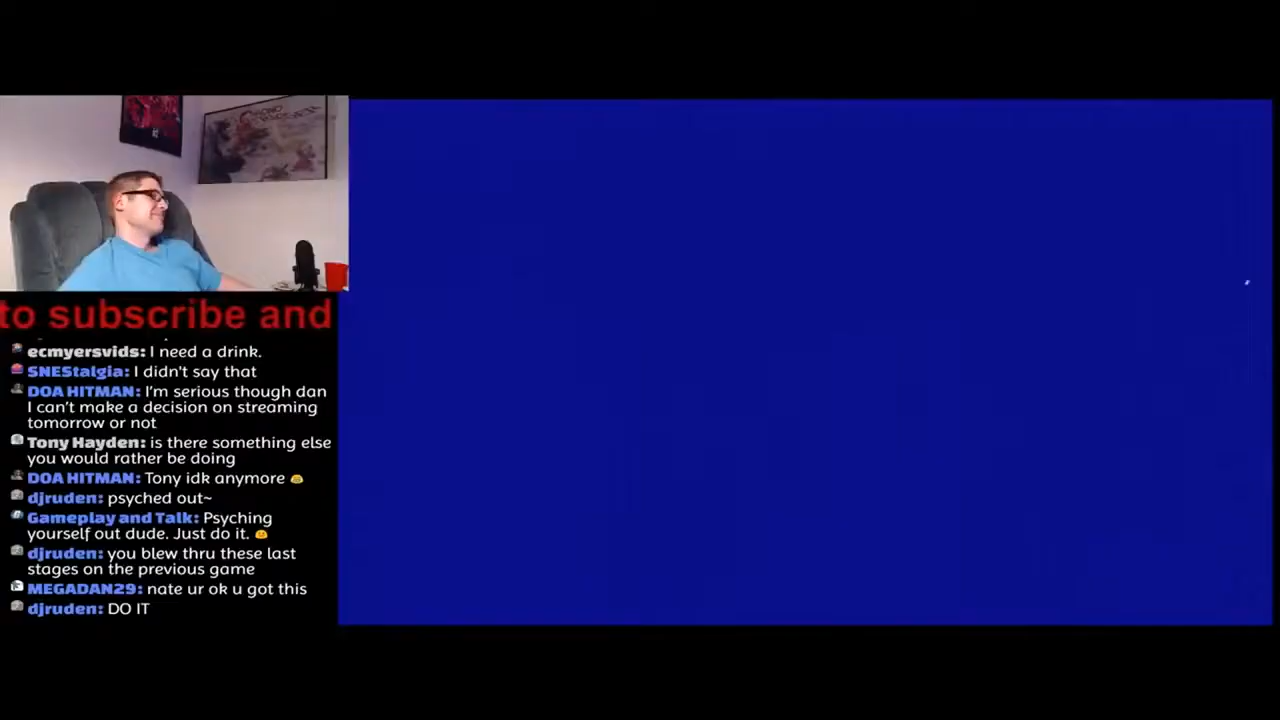 to subscribe and
ecmyersvids: I need a drink.
SNEStalgia: I didn't say that
DOA HITMAN: I'm serious though dan
I can't make a decision on streaming
tomorrow or not
Tony Hayden: is there something else
you would rather be doing
DOA HITMAN: Tony idk anymore
djruden: psyched out~
Gameplay and Talk: Psyching
yourself out dude. Just do it.
djruden: you blew thru these last
stages on the previous game
MEGADAN29: nate ur ok u got this
djruden: DO IT